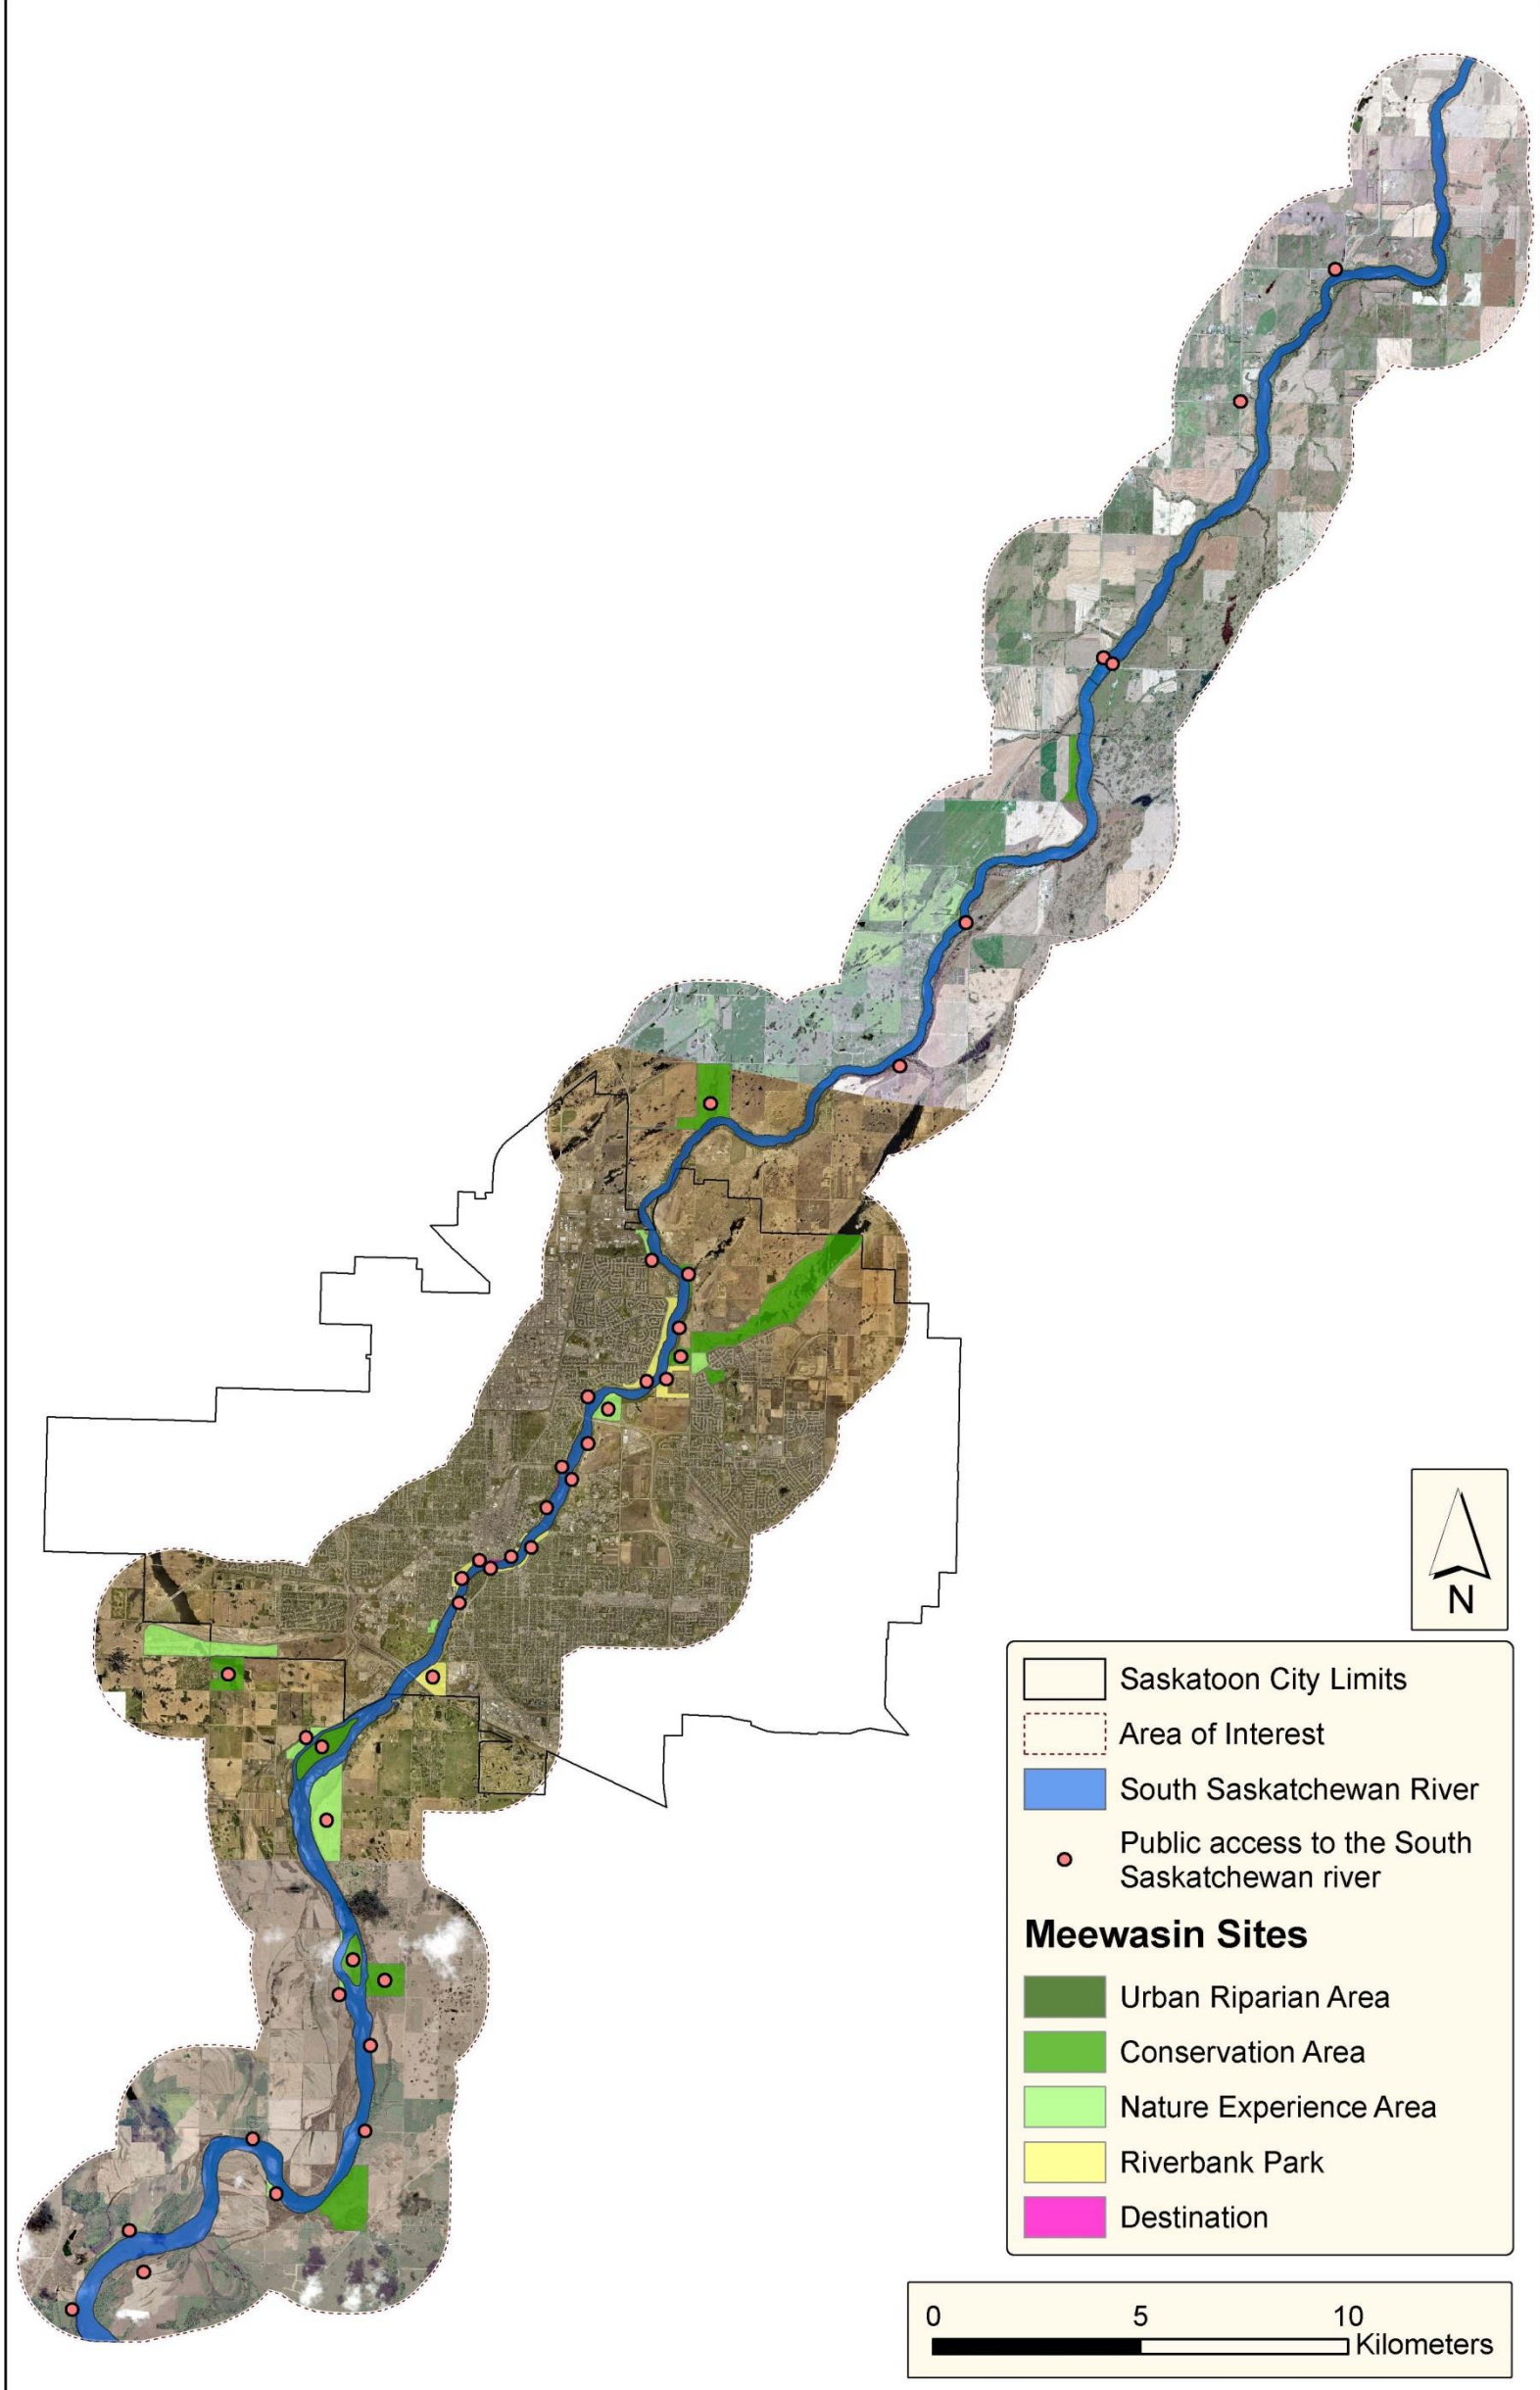 N
Saskatoon City Limits
Area of Interest
South Saskatchewan River
Public access to the South
Saskatchewan river
Meewasin Sites
Urban Riparian Area
Conservation Area
Nature Experience Area
Riverbank Park
Destination
0 5 10
Kilometers